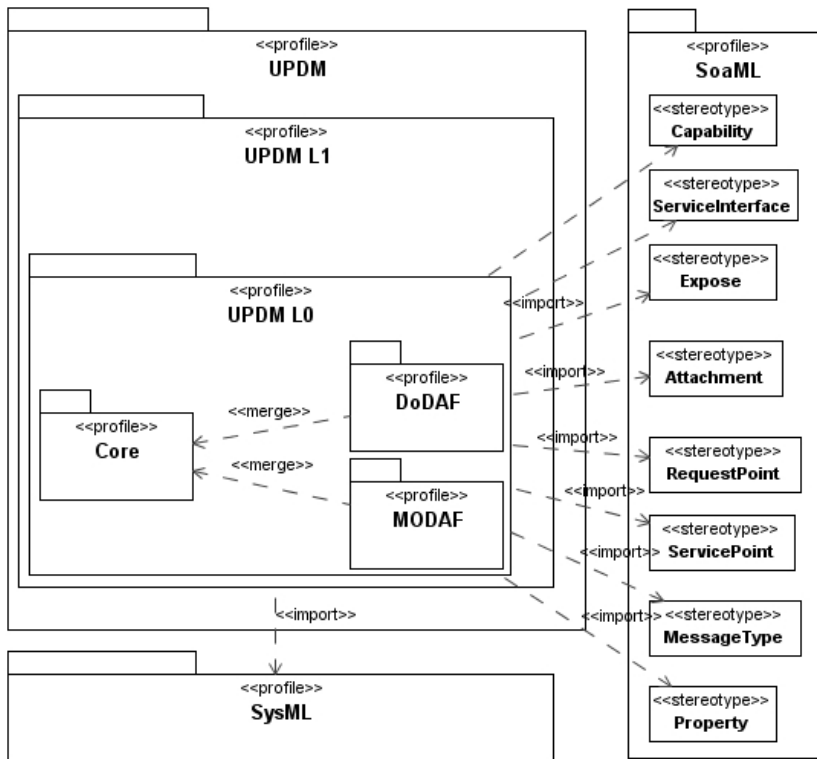 <<profile>>
UPDM
<<profile>>
UPDM L1
<<profile>>
UPDM L0
<<profile>>
DoDAF
<<merge>>
<<profile>>
Core
<<merge>>
<<profile>>
MODAF
<<import>>
<<profile>>
SysML
<<profile>>
SoaML
<<stereotype>>
Capability
<<stereotype>>
ServiceInterface
<<import>>
<<stereotype>>
Expose
<<import>>
<<stereotype>>
Attachment
<<import>>
<<stereotype>>
RequestPoint
<<import>>
<<stereotype>>
ServicePoint
<<import>>
<<stereotype>>
MessageType
<<import>>
<<stereotype>>
Property